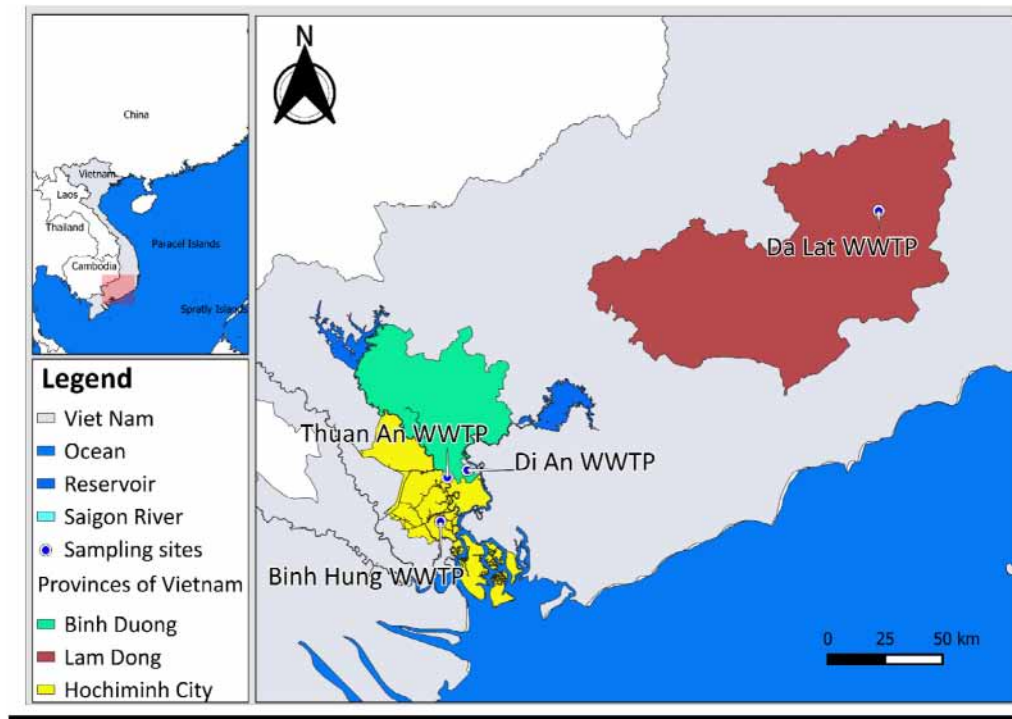 China
Vietnam
Laos
Thailand
Paracel Islands
Cambodia
Spratly Islands
Legend
Viet Nam
Ocean
Reservoir
Saigon River
Sampling sites
Provinces of Vietnam
Binh Duong
Lam Dong
Hochiminh City
N
Da Lat WWTP
Thuan An WWTP
Di An WWTP
Binh Hung WWTP
0 25 50 km